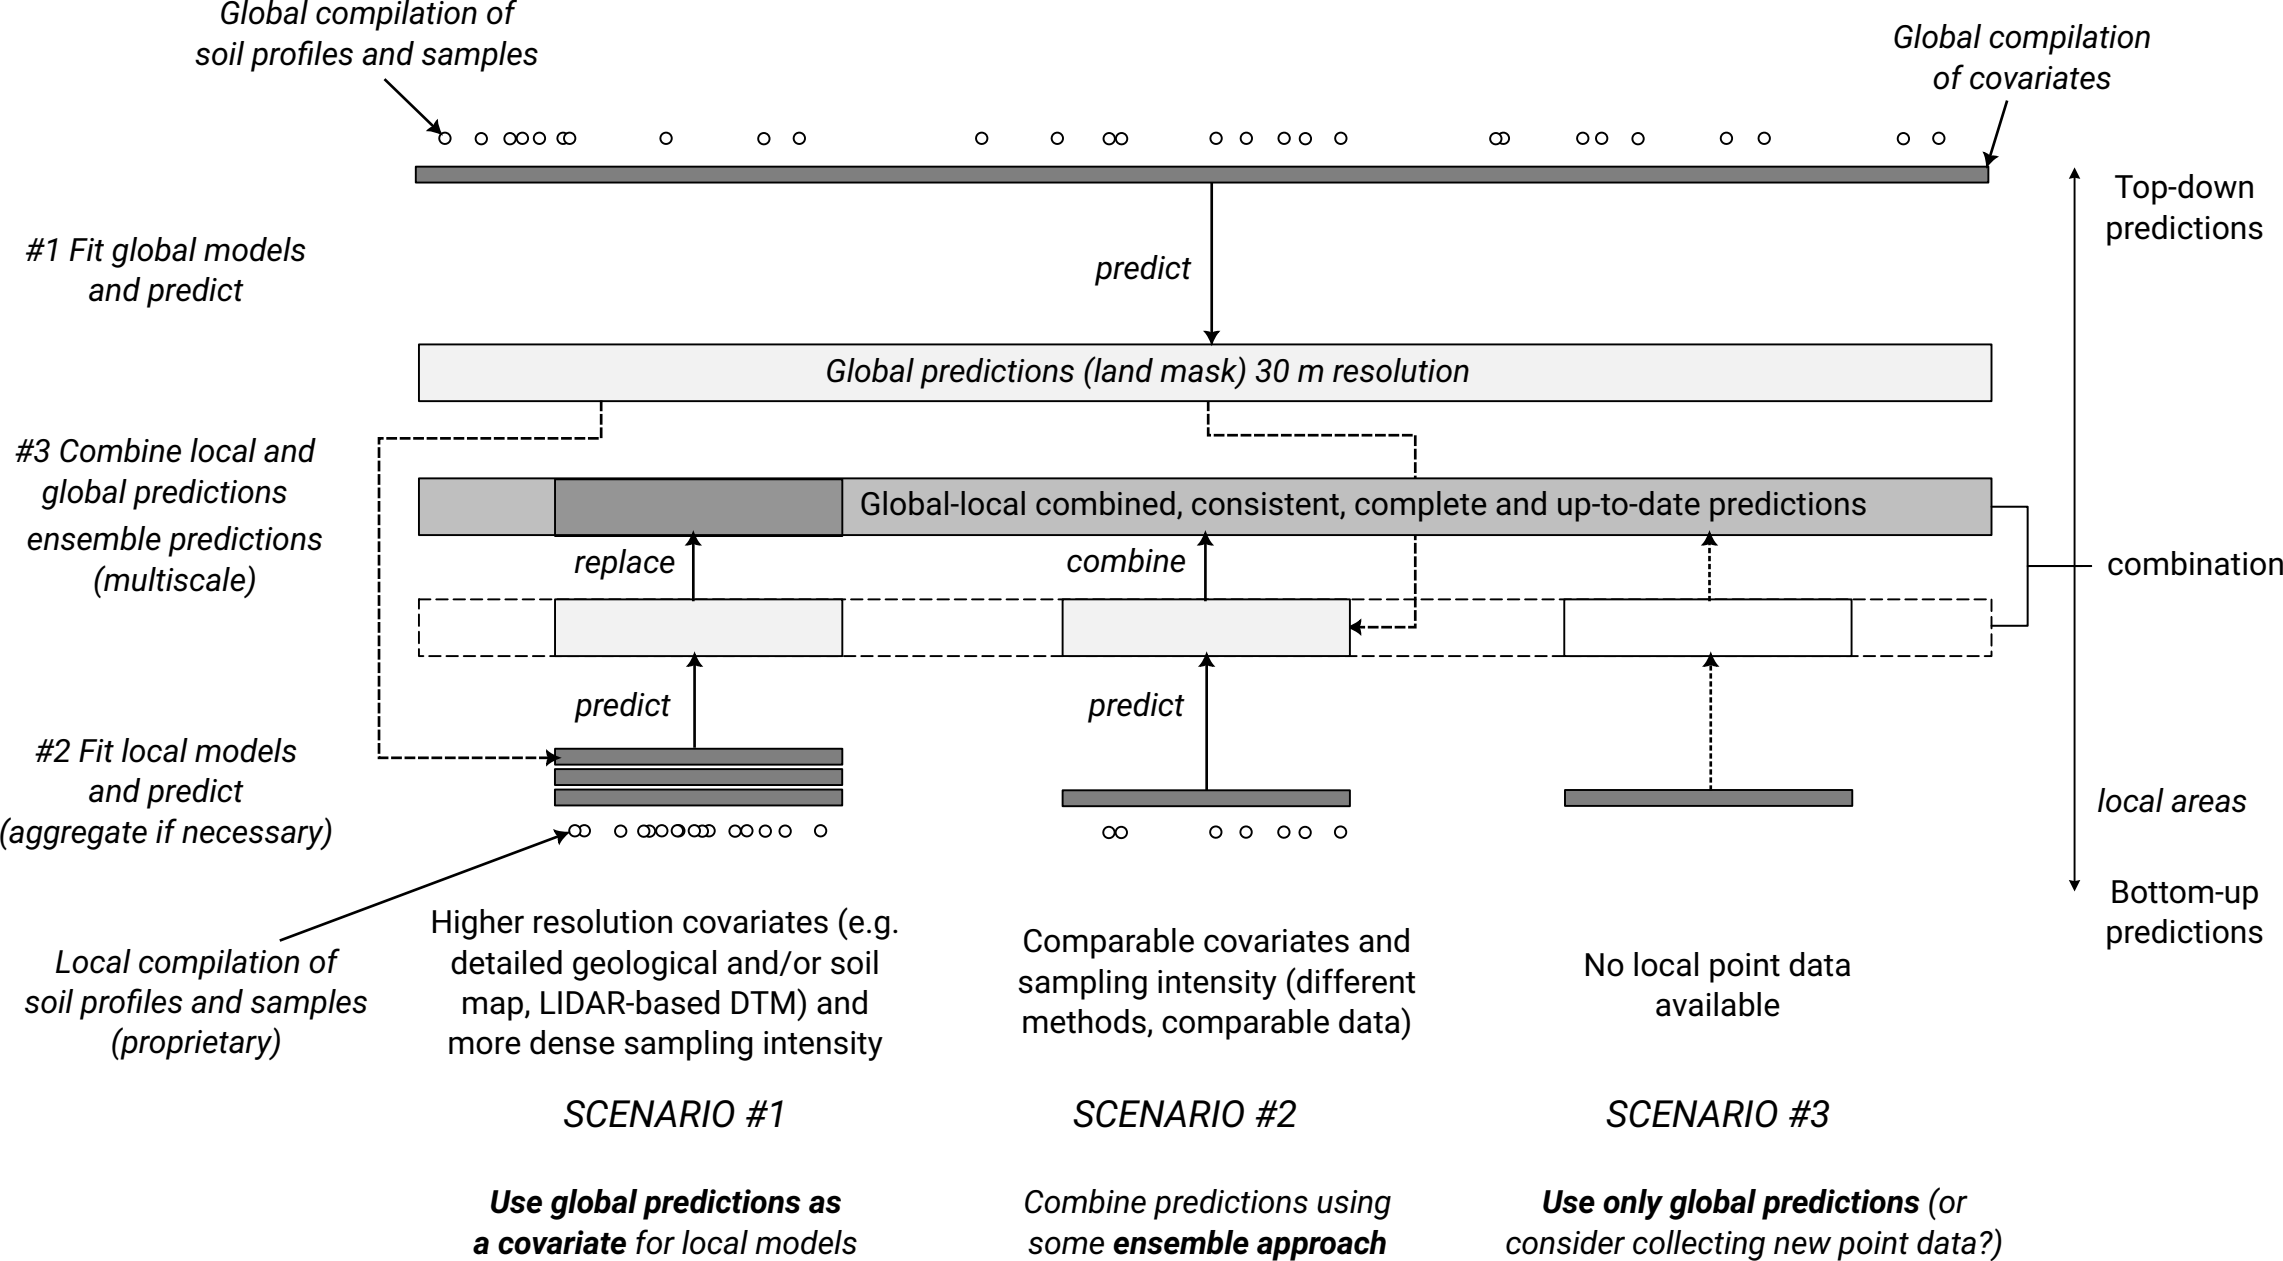 Global compilation of
soil profiles and samples
Global compilation
of covariates
Top-down
predictions
#1 Fit global models
and predict
predict
Global predictions (land mask) 30 m resolution
#3 Combine local and
global predictions
ensemble predictions
(multiscale)
Global-local combined, consistent, complete and up-to-date predictions
replace
combine
combination
predict
predict
#2 Fit local models
and predict
(aggregate if necessary)
local areas
Bottom-up
predictions
Local compilation of
soil profiles and samples
(proprietary)
Higher resolution covariates (e.g.
detailed geological and/or soil
map, LIDAR-based DTM) and
more dense sampling intensity
Comparable covariates and
sampling intensity (different
methods, comparable data)
No local point data
available
SCENARIO #1
SCENARIO #2
SCENARIO #3
Use global predictions as
a covariate for local models
Combine predictions using
some ensemble approach
Use only global predictions (or
consider collecting new point data?)